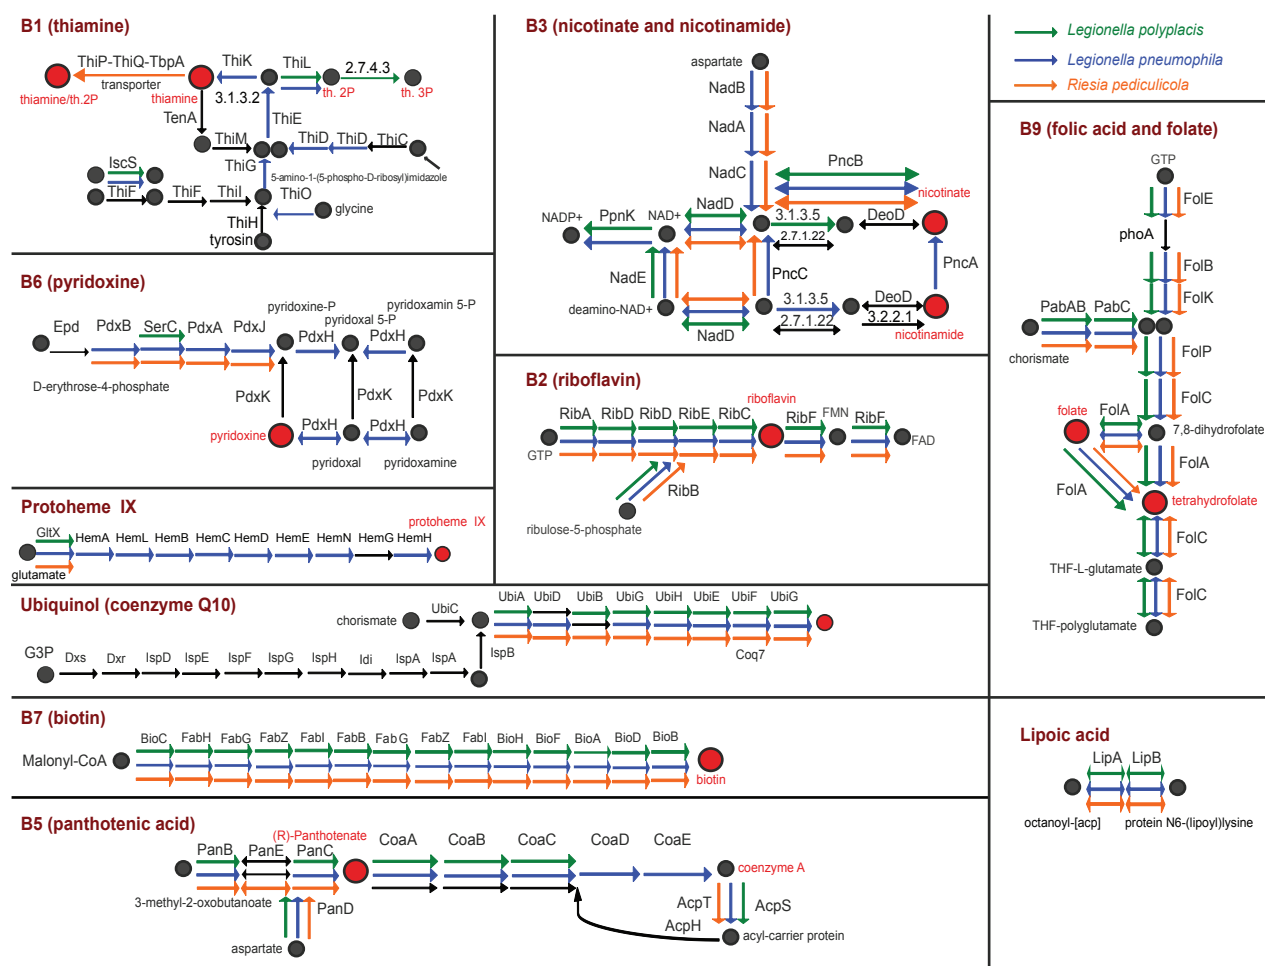 B1 (thiamine)
ThiP-ThiQ-TbpA
ThiK
ThiL
2.7.4.3
transporter
thiamine/th.2P
thiamine
3.1.3.2
th. 2P
th. 3P
TenA
ThiE
ThiM
ThiD
ThiD
ThiC
IscS
ThiG
5-amino-1-(5-phospho-D-ribosyl)imidazole
ThiF
ThiF
ThiI
ThiO
glycine
ThiH
tyrosin
B3 (nicotinate and nicotinamide)
aspartate
NadB
NadA
NadC
PncB
nicotinate
NADP+
PpnK
NAD+
NadD
3.1.3.5
DeoD
2.7.1.22
NadE
PncC
PncA
deamino-NAD+
3.1.3.5
DeoD
2.7.1.22
3.2.2.1
NadD
nicotinamide
Legionella polyplacis
Legionella pneumophila
Riesia pediculicola
B6 (pyridoxine)
pyridoxine-P
pyridoxamin 5-P
pyridoxal 5-P
Epd
PdxB
SerC
PdxA
PdxJ
PdxH
PdxH
D-erythrose-4-phosphate
PdxK
PdxK
PdxK
pyridoxine
PdxH
PdxH
pyridoxal
pyridoxamine
B2 (riboflavin)
riboflavin
RibA
RibD
RibD
RibE
RibC
RibF
FMN
RibF
GTP
FAD
RibB
ribulose-5-phosphate
B9 (folic acid and folate)
GTP
FolE
phoA
FolB
FolK
PabAB
PabC
chorismate
FolP
FolC
folate
FolA
7,8-dihydrofolate
FolA
FolA
tetrahydrofolate
FolC
THF-L-glutamate
FolC
THF-polyglutamate
Protoheme IX
protoheme IX
GltX
HemA
HemL
HemB
HemC
HemD
HemE
HemN
HemG
HemH
glutamate
Ubiquinol (coenzyme Q10)
chorismate
UbiC
UbiA
UbiD
UbiB
UbiG
UbiH
UbiE
UbiF
UbiG
G3P
Dxs
Dxr
IspD
IspE
IspF
IspG
IspH
Idi
IspA
IspA
IspB
Coq7
B7 (biotin)
BioC
FabH
FabG
FabZ
FabI
FabB
FabG
FabZ
FabI
BioH
BioF
BioA
BioD
BioB
Malonyl-CoA
biotin
Lipoic acid
LipA
LipB
octanoyl-[acp]
protein N6-(lipoyl)lysine
B5 (panthotenic acid)
(R)-Panthotenate
PanB
PanE
PanC
CoaA
CoaB
CoaC
CoaD
CoaE
coenzyme A
3-methyl-2-oxobutanoate
PanD
AcpT
AcpS
AcpH
aspartate
acyl-carrier protein